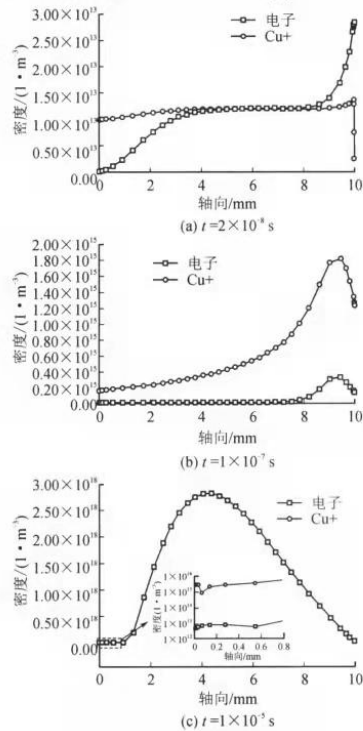 3.00×10¹³
2.50×10¹³
2.00×10¹³
1.50×10¹³
1.00×10¹³
0.50×10¹³
0.00
密度/(1·m⁻³)
电子
Cu+
0 2 4 6 8 10
轴向/mm
(a) t=2×10⁻⁸ s
2.00×10¹⁵
1.80×10¹⁵
1.60×10¹⁵
1.40×10¹⁵
1.20×10¹⁵
1.00×10¹⁵
0.80×10¹⁵
0.60×10¹⁵
0.40×10¹⁵
0.20×10¹⁵
0.00
密度/(1·m⁻³)
电子
Cu+
0 2 4 6 8 10
轴向/mm
(b) t=1×10⁻⁷ s
3.00×10¹⁸
2.50×10¹⁸
2.00×10¹⁸
1.50×10¹⁸
1.00×10¹⁸
0.50×10¹⁸
0.00
密度/(1·m⁻³)
电子
Cu+
密度/(1·m⁻³)
0 0.2 0.4 0.6 0.8
轴向/mm
0 2 4 6 8 10
轴向/mm
(c) t=1×10⁻⁵ s